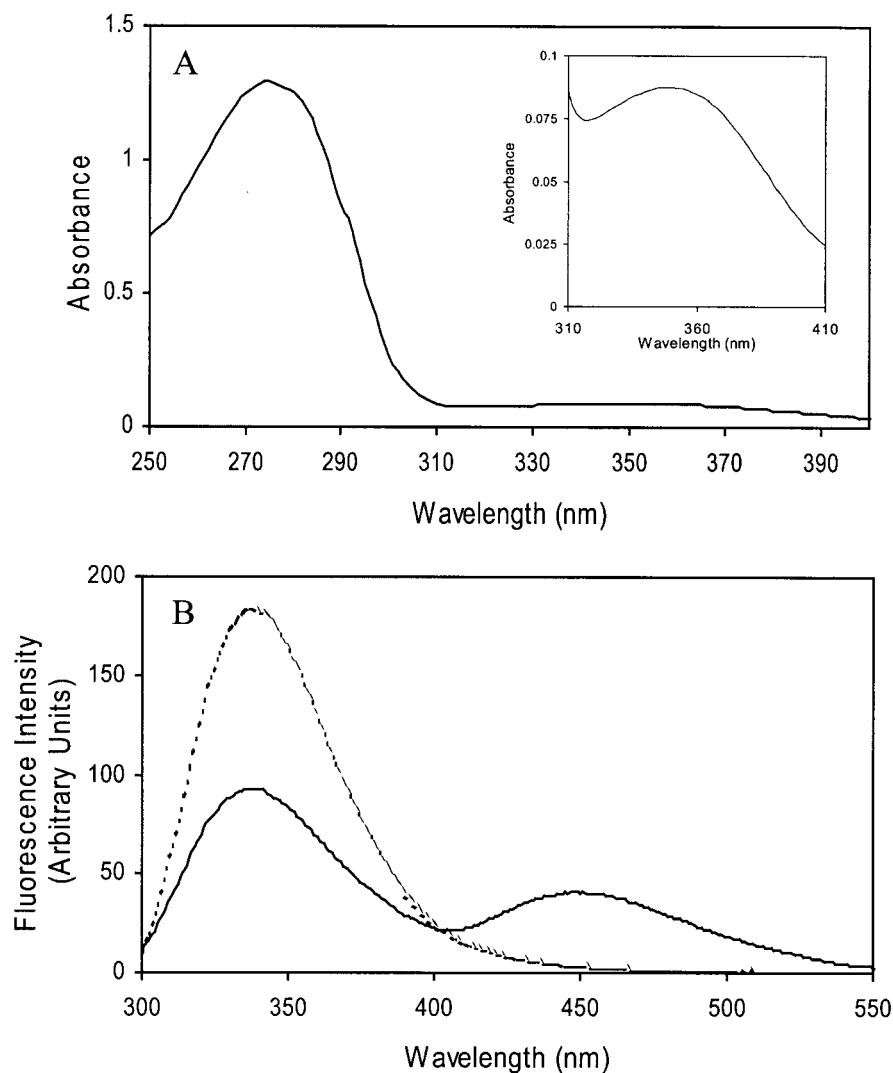 A
Absorbance
1.5
1
0.5
0
250 270 290 310 330 350 370 390
Wavelength (nm)
Absorbance
0.1
0.075
0.05
0.025
0
310 360 410
Wavelength (nm)
B
Fluorescence Intensity
(Arbitrary Units)
200
150
100
50
0
300 350 400 450 500 550
Wavelength (nm)